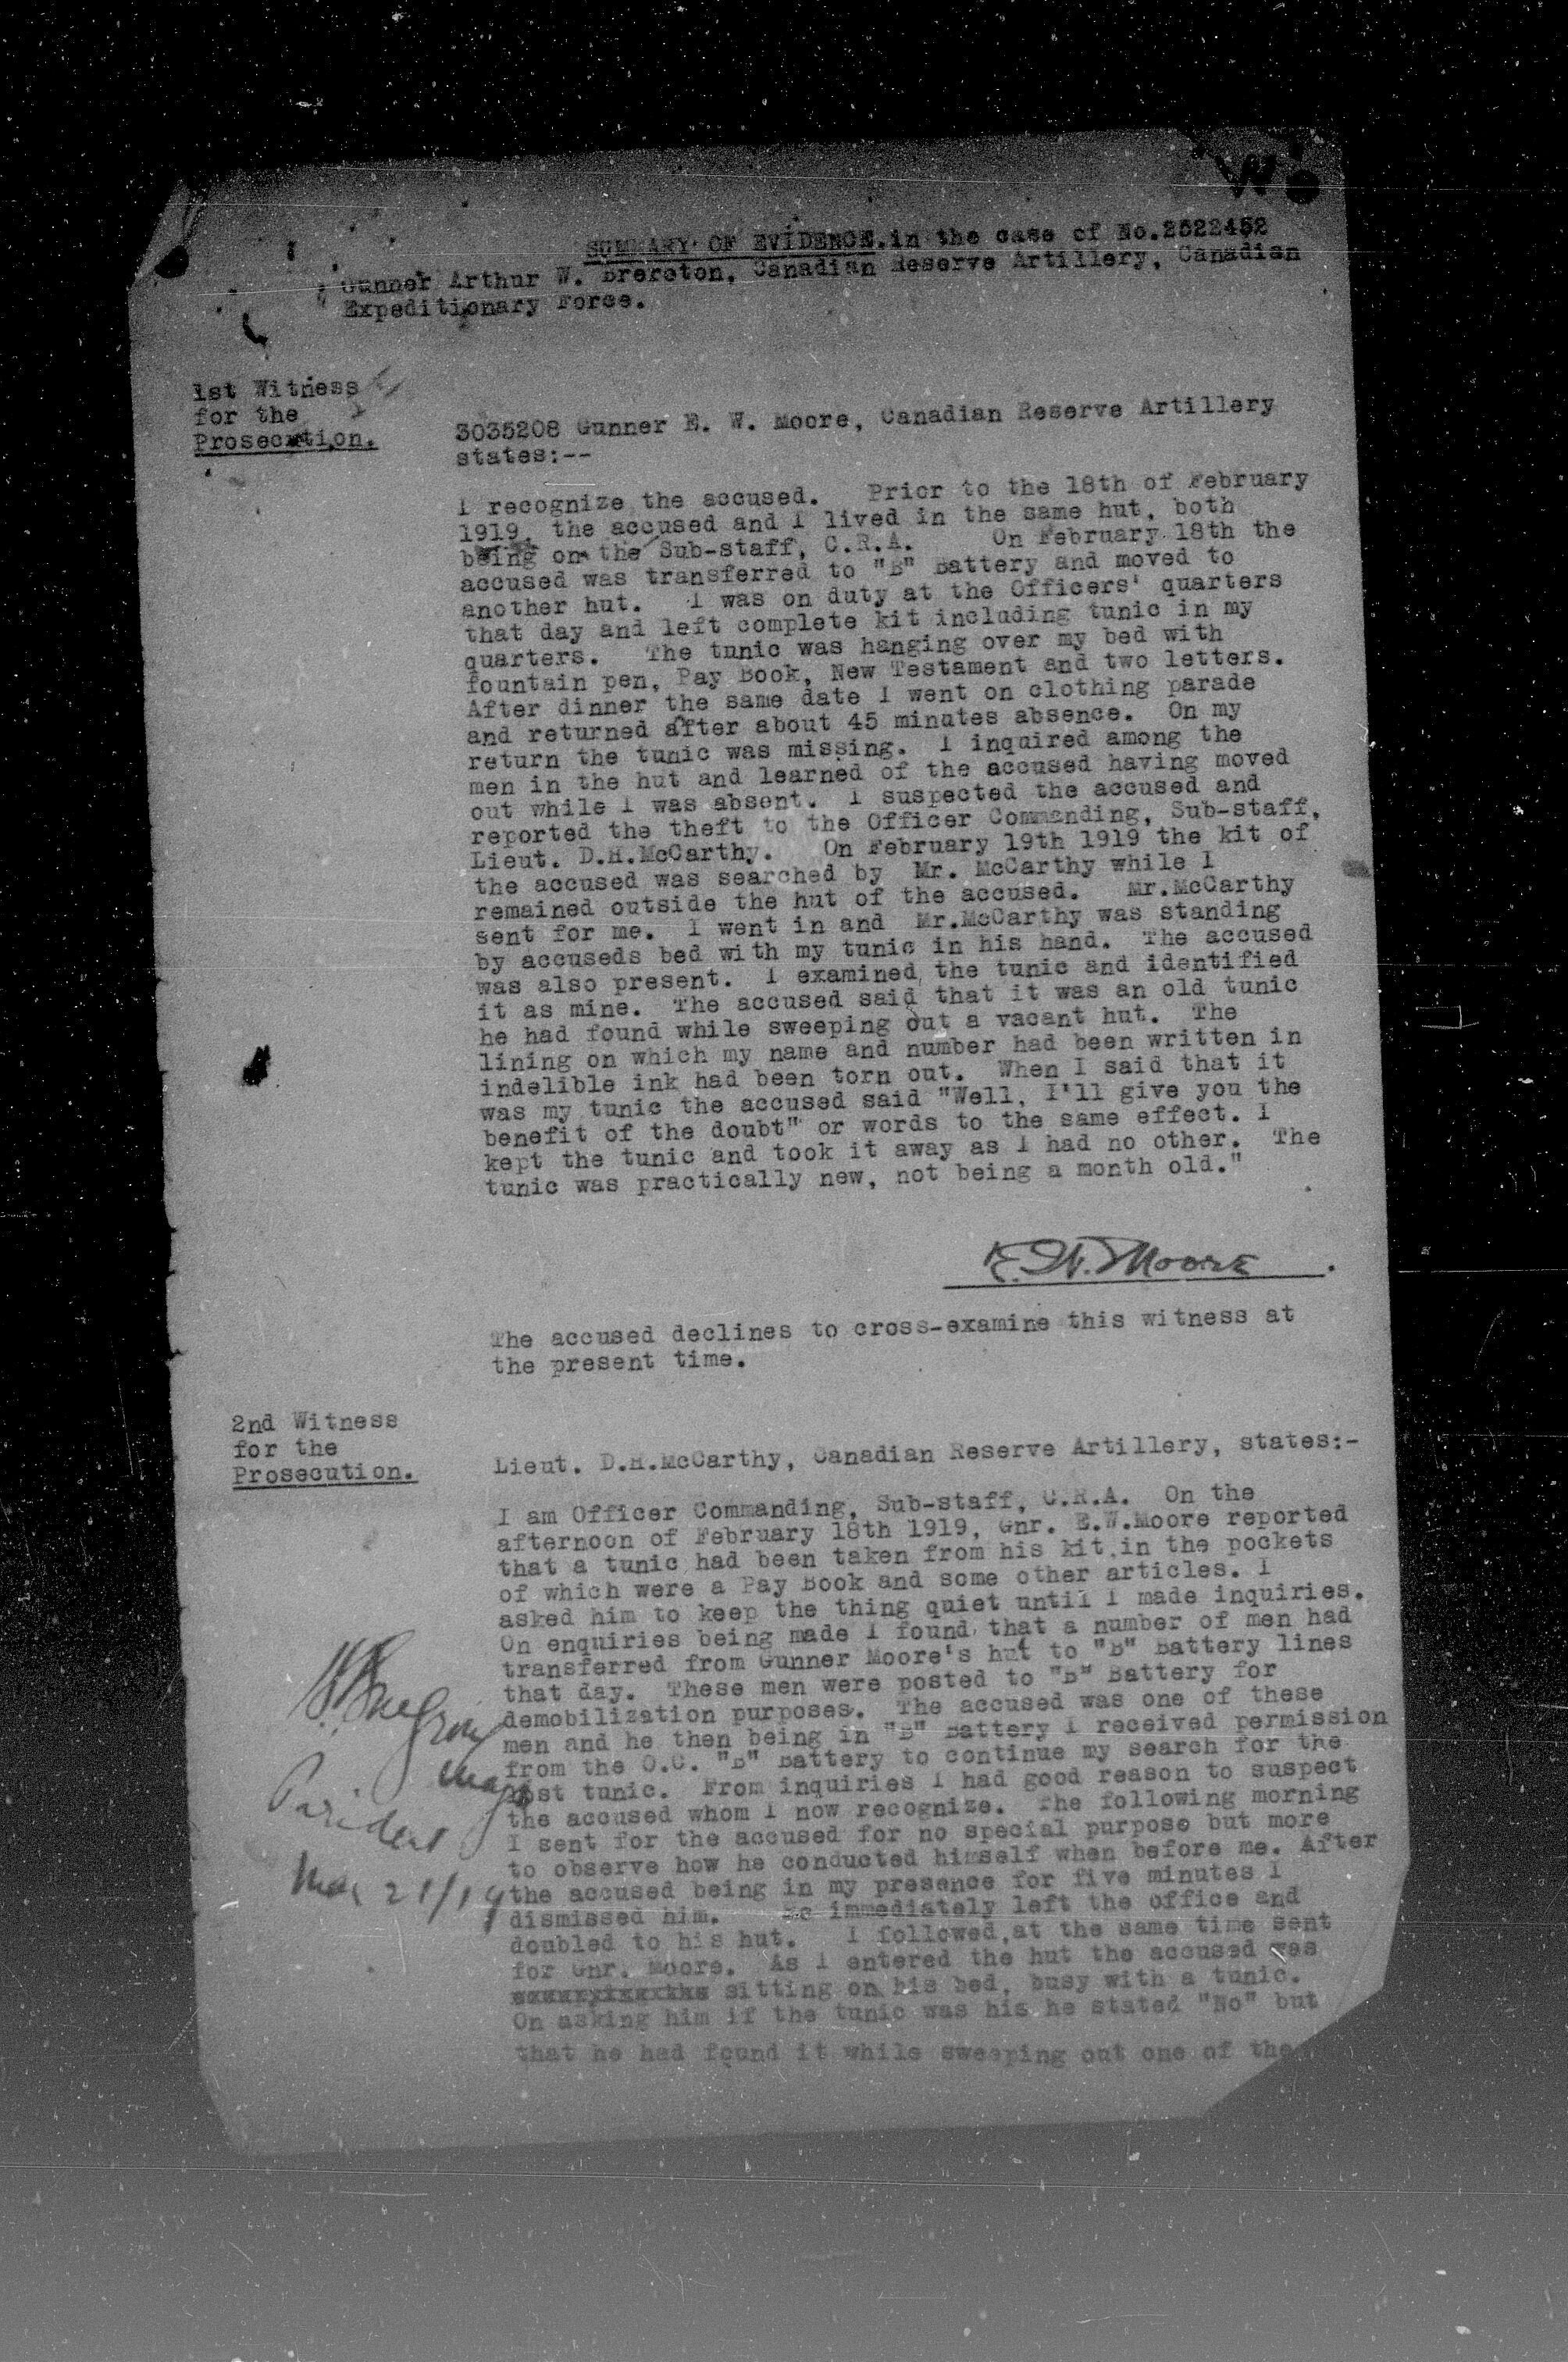 SUMMARY OF EVIDENCE.in the case of No.2522452
Gunner Arthur W. Brereton, Canadian Reserve Artillery, Canadian
Expeditionary Force.
1st Witness
for the
Prosecution.
3035208 Gunner E. W. Moore, Canadian Reserve Artillery
states:--
I recognize the accused. Prior to the 18th of February
1919, the accused and I lived in the same hut, both
being on the Sub-staff, C.R.A. On February 18th the
accused was transferred to "B" Battery and moved to
another hut. I was on duty at the Officers' quarters
that day and left complete kit including tunic in my
quarters. The tunic was hanging over my bed with
fountain pen, Pay Book, New Testament and two letters.
After dinner the same date I went on clothing parade
and returned after about 45 minutes absence. On my
return the tunic was missing. I inquired among the
men in the hut and learned of the accused having moved
out while I was absent. I suspected the accused and
reported the theft to the Officer Commanding, Sub-staff,
Lieut. D.H.McCarthy. On February 19th 1919 the kit of
the accused was searched by Mr. McCarthy while I
remained outside the hut of the accused. Mr.McCarthy
sent for me. I went in and Mr.McCarthy was standing
by accuseds bed with my tunic in his hand. The accused
was also present. I examined the tunic and identified
it as mine. The accused said that it was an old tunic
he had found while sweeping out a vacant hut. The
lining on which my name and number had been written in
indelible ink had been torn out. When I said that it
was my tunic the accused said "Well, I'll give you the
benefit of the doubt" or words to the same effect. I
kept the tunic and took it away as I had no other. The
tunic was practically new, not being a month old."
E. W. Moore.
The accused declines to cross-examine this witness at
the present time.
2nd Witness
for the
Prosecution.
Lieut. D.H.McCarthy, Canadian Reserve Artillery, states:-
I am Officer Commanding, Sub-staff, C.R.A. On the
afternoon of February 18th 1919, Gnr. E.W.Moore reported
that a tunic had been taken from his kit,in the pockets
of which were a Pay Book and some other articles. I
asked him to keep the thing quiet until I made inquiries.
On enquiries being made I found that a number of men had
transferred from Gunner Moore's hut to "B" Battery lines
that day. These men were posted to "B" Battery for
demobilization purposes. The accused was one of these
men and he then being in "B" Battery I received permission
from the O.C. "B" Battery to continue my search for the
lost tunic. From inquiries I had good reason to suspect
the accused whom I now recognize. The following morning
I sent for the accused for no special purpose but more
to observe how he conducted himself when before me. After
the accused being in my presence for five minutes I
dismissed him. He immediately left the office and
doubled to his hut. I followed,at the same time sent
for Gnr. Moore. As I entered the hut the accused was
sitting on his bed, busy with a tunic.
On asking him if the tunic was his he stated "No" but
that he had found it while sweeping out one of the
Major
President
Mar 21/19